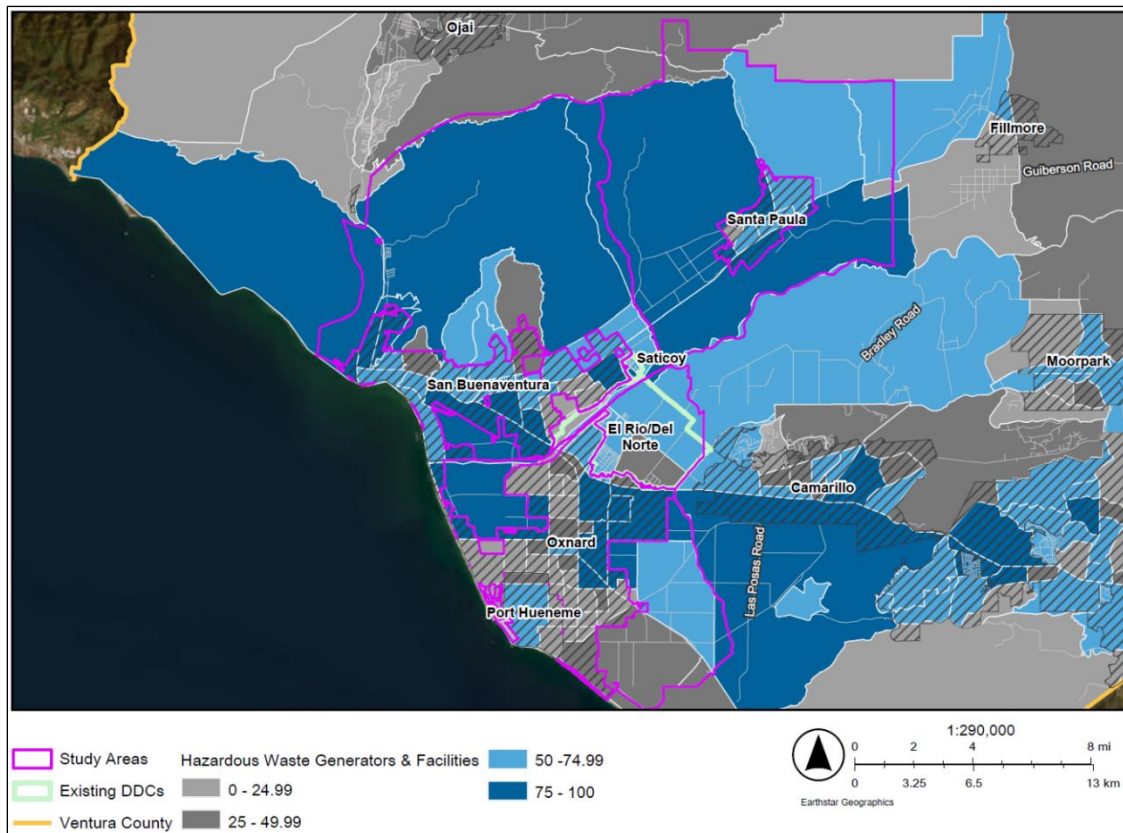 Ojai
Fillmore
Guiberson Road
Santa Paula
Bradley Road
Moorpark
Saticoy
San Buenaventura
El Rio/Del
Norte
Camarillo
Oxnard
Las Posas Road
Port Hueneme
Study Areas
Existing DDCs
Ventura County
Hazardous Waste Generators & Facilities
0 - 24.99
25 - 49.99
50 -74.99
75 - 100
1:290,000
0 2 4 8 mi
0 3.25 6.5 13 km
Earthstar Geographics